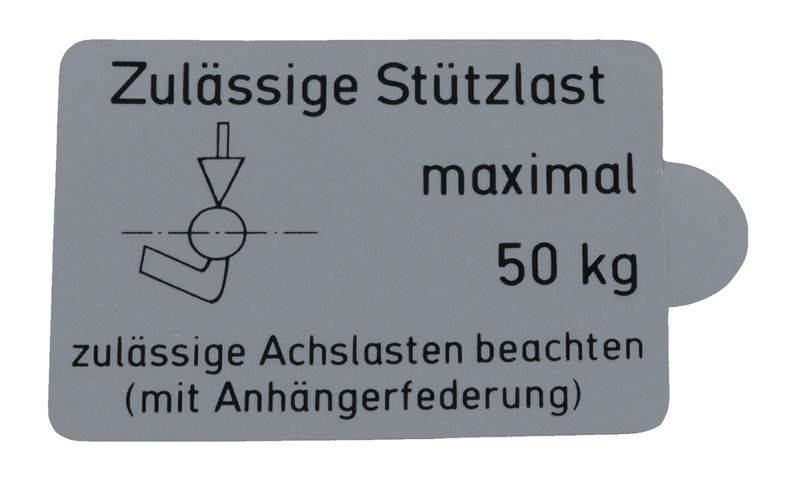 Zulässige Stützlast
maximal
50 kg
zulässige Achslasten beachten
(mit Anhängerfederung)